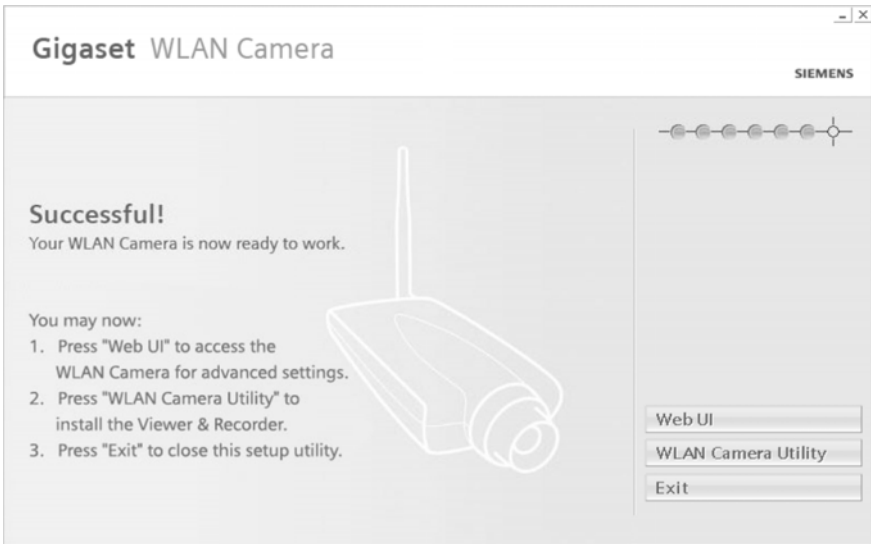 Gigaset WLAN Camera
SIEMENS
Successful!
Your WLAN Camera is now ready to work.
You may now:
1. Press "Web UI" to access the
WLAN Camera for advanced settings.
2. Press "WLAN Camera Utility" to
install the Viewer & Recorder.
3. Press "Exit" to close this setup utility.
Web UI
WLAN Camera Utility
Exit